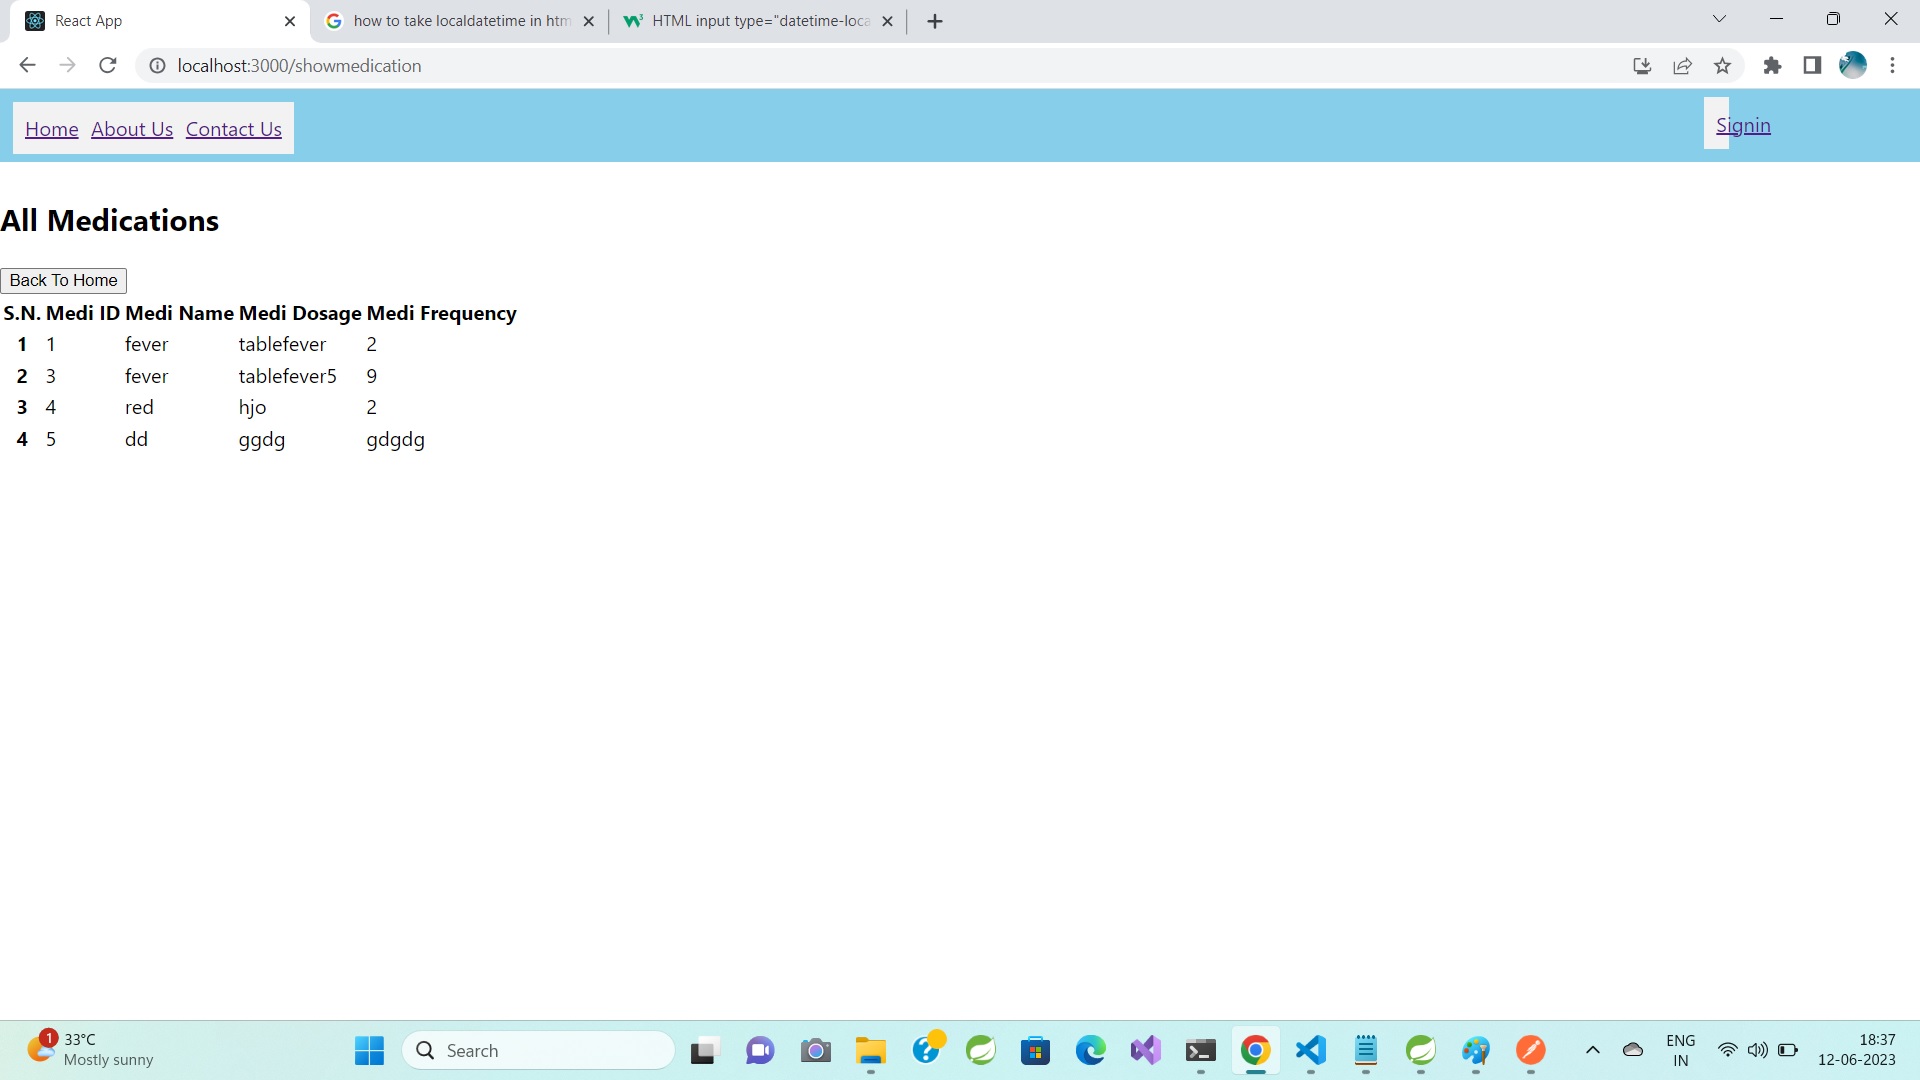 React App
how to take localdatetime in htm
HTML input type="datetime-loca
localhost:3000/showmedication
Home About Us Contact Us
Signin
All Medications
Back To Home
S.N. Medi ID Medi Name Medi Dosage Medi Frequency
1 1 fever tablefever 2
2 3 fever tablefever5 9
3 4 red hjo 2
4 5 dd ggdg gdgdg
1
33°C
Mostly sunny
Search
ENG
IN
18:37
12-06-2023